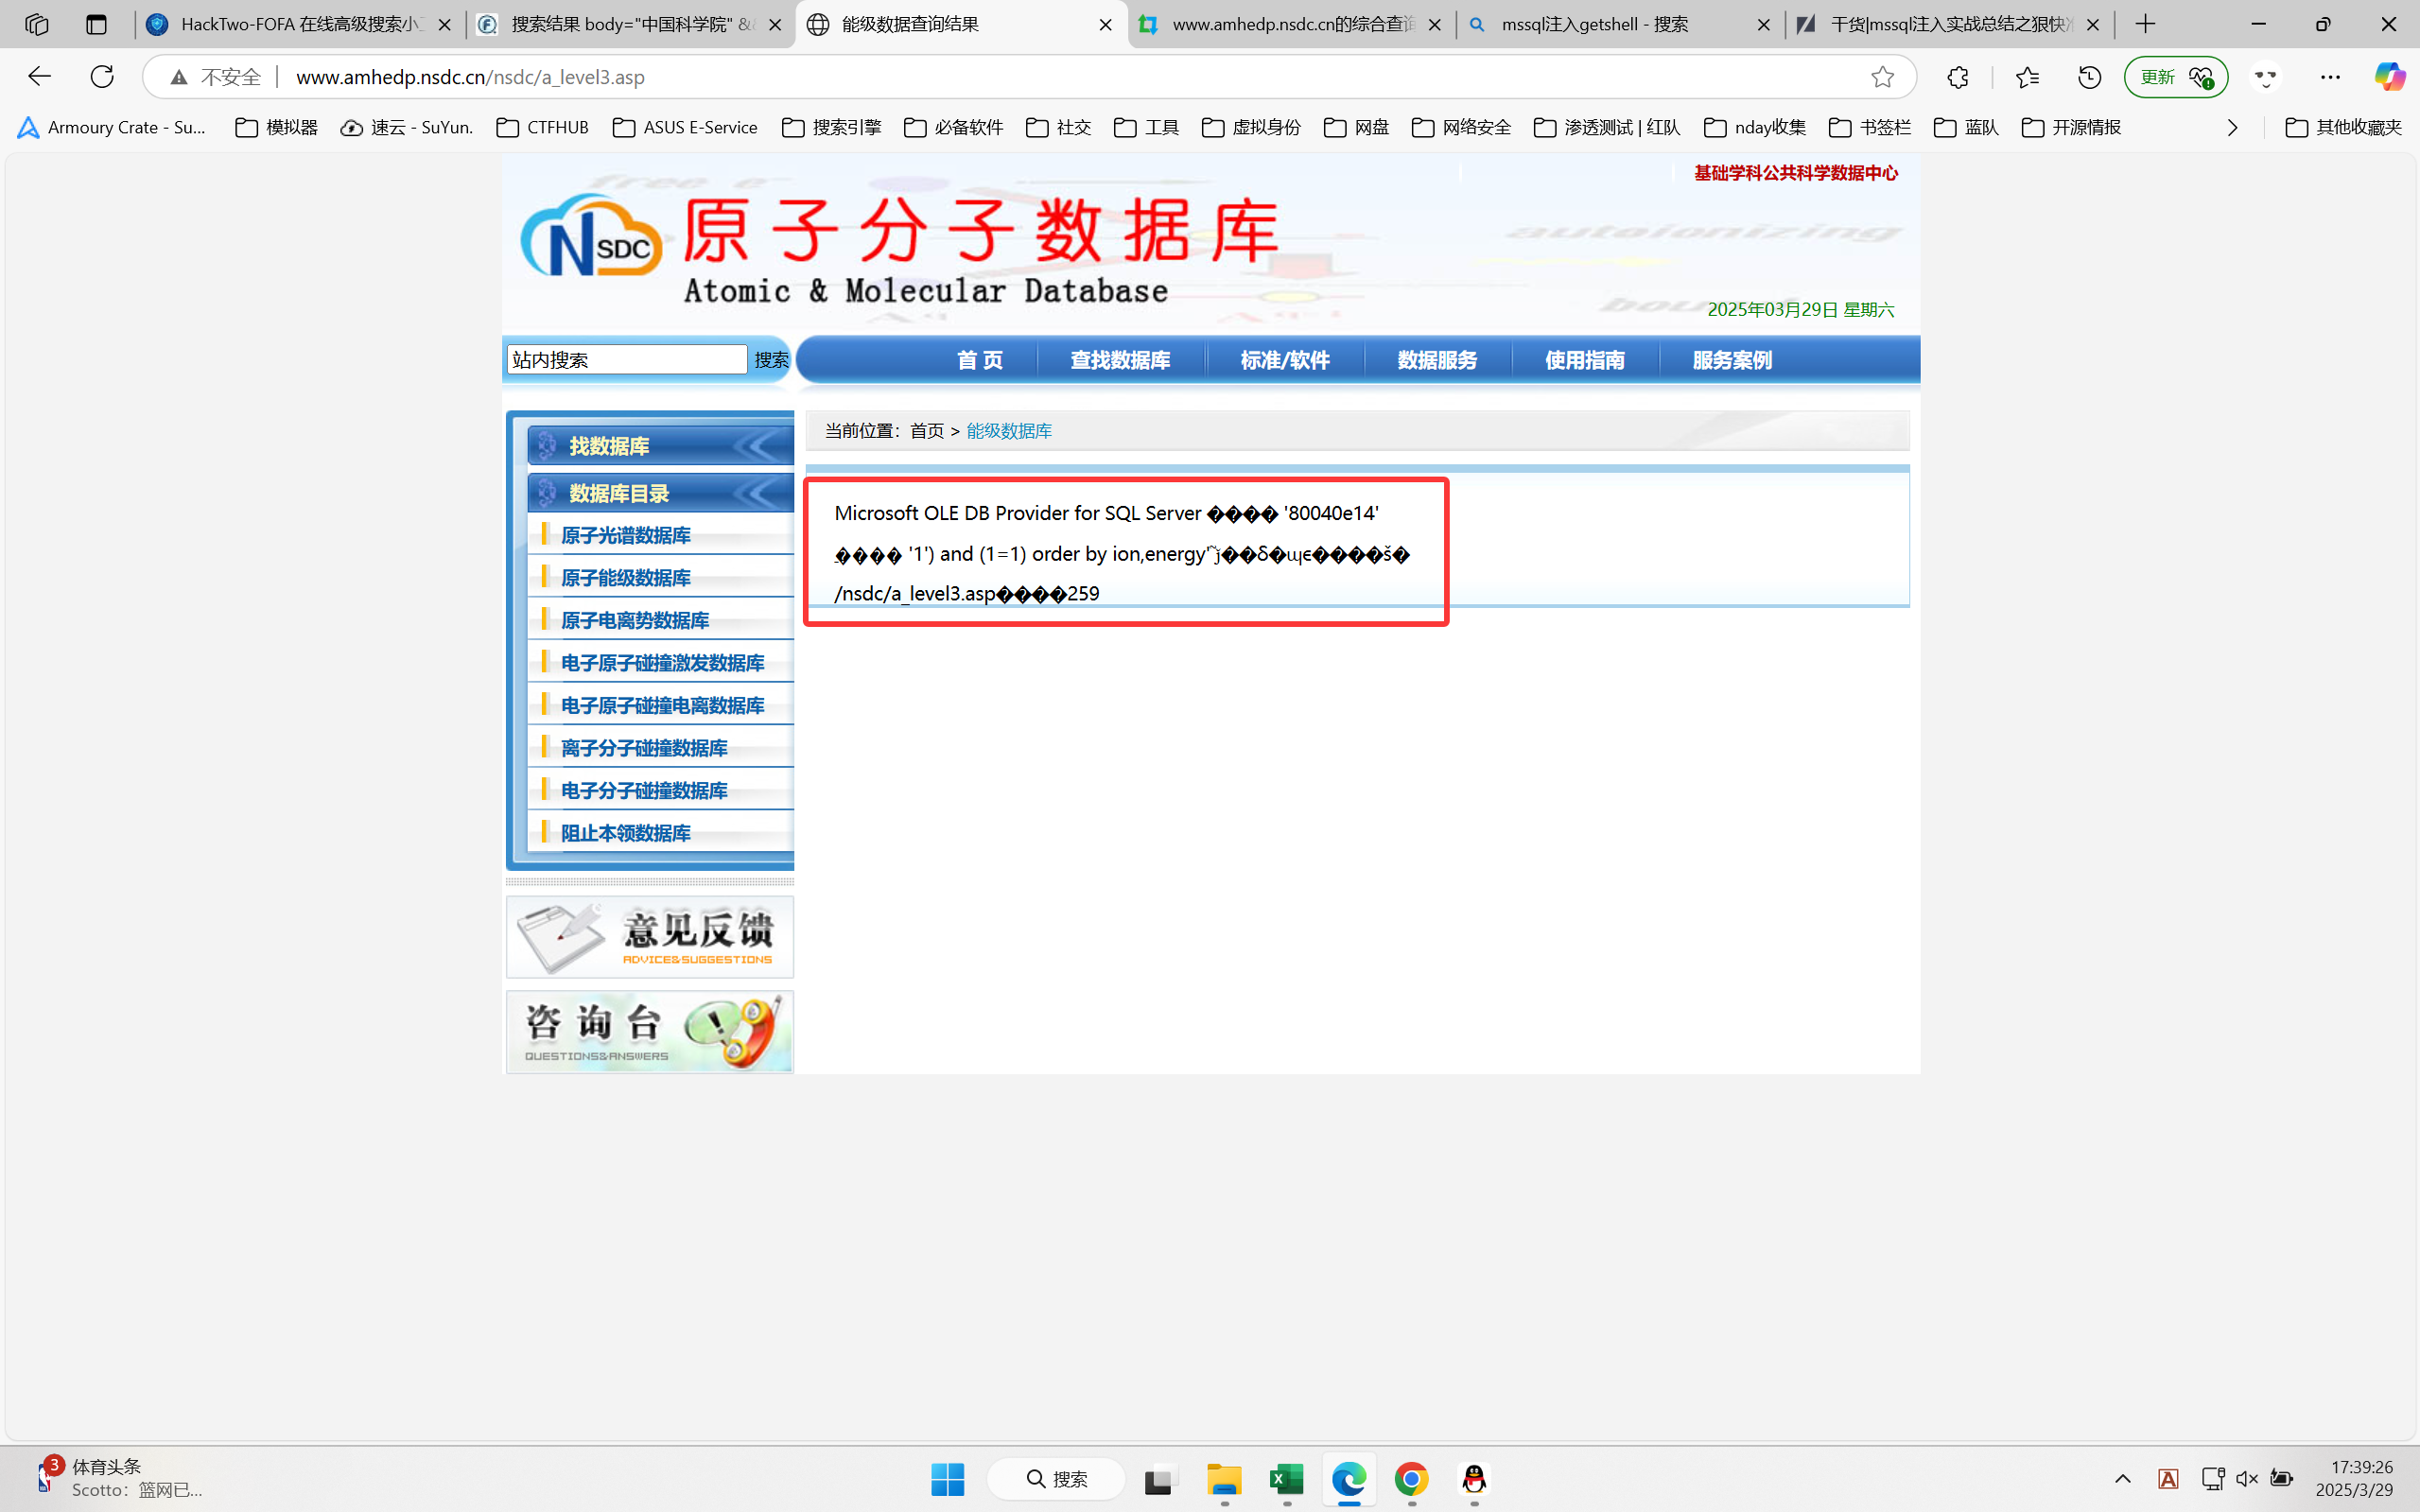 HackTwo-FOFA 在线高级搜索小
搜索结果 body="中国科学院" &&
能级数据查询结果
www.amhedp.nsdc.cn的综合查询
mssql注入getshell - 搜索
干货|mssql注入实战总结之狠快
不安全
www.amhedp.nsdc.cn/nsdc/a_level3.asp
更新
Armoury Crate - Su...
模拟器
速云 - SuYun.
CTFHUB
ASUS E-Service
搜索引擎
必备软件
社交
工具
虚拟身份
网盘
网络安全
渗透测试 | 红队
nday收集
书签栏
蓝队
开源情报
其他收藏夹
基础学科公共科学数据中心
NSDC
原子分子数据库
Atomic & Molecular Database
free e
autoionizing
2025年03月29日 星期六
站内搜索
搜索
首 页
查找数据库
标准/软件
数据服务
使用指南
服务案例
找数据库
数据库目录
原子光谱数据库
原子能级数据库
原子电离势数据库
电子原子碰撞激发数据库
电子原子碰撞电离数据库
离子分子碰撞数据库
电子分子碰撞数据库
阻止本领数据库
意见反馈
ADVICE&SUGGESTIONS
咨询台
QUESTIONS&ANSWERS
当前位置：首页 > 能级数据库
Microsoft OLE DB Provider for SQL Server ���� '80040e14'
���� '1') and (1=1) order by ion,energy'
/nsdc/a_level3.asp����259
3
体育头条
Scotto：篮网已...
搜索
17:39:26
2025/3/29